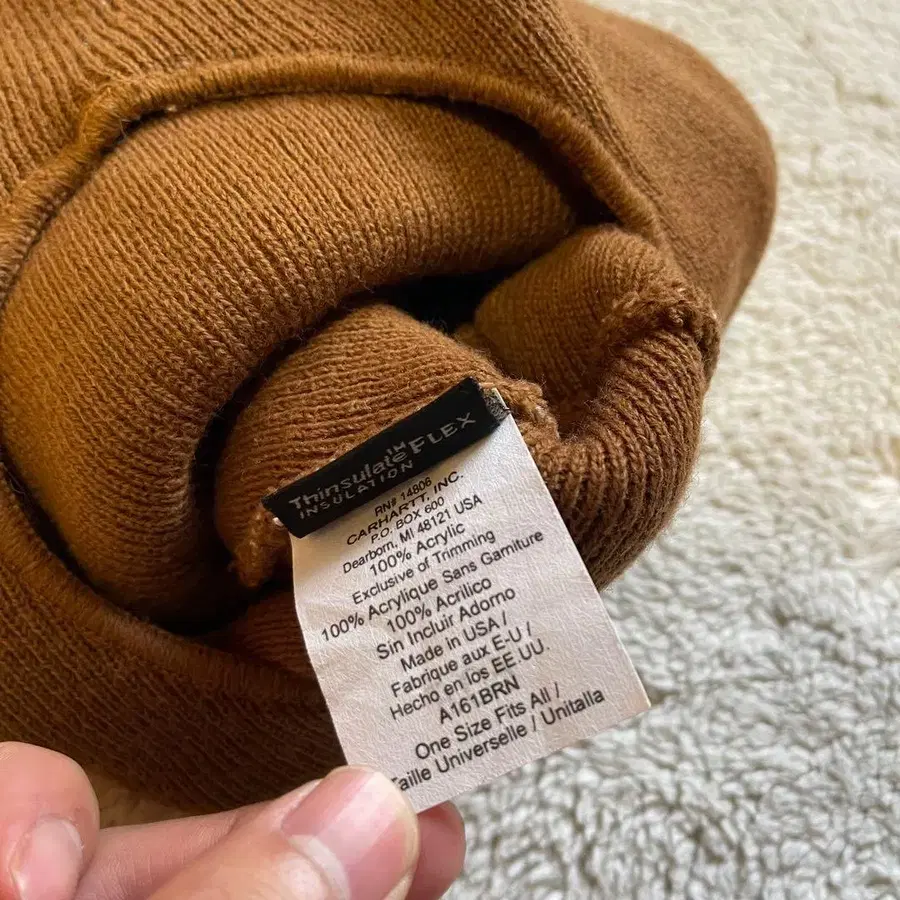 Thinsulate™ FLEX
INSULATION
RN# 14806
CARHARTT, INC.
P.O. BOX 600
Dearborn, MI 48121 USA
100% Acrylic
Exclusive of Trimming
100% Acrylique Sans Garniture
100% Acrilico
Sin Incluir Adorno
Made in USA /
Fabrique aux E-U /
Hecho en los EE.UU.
A161BRN
One Size Fits All /
Taille Universelle / Unitalla